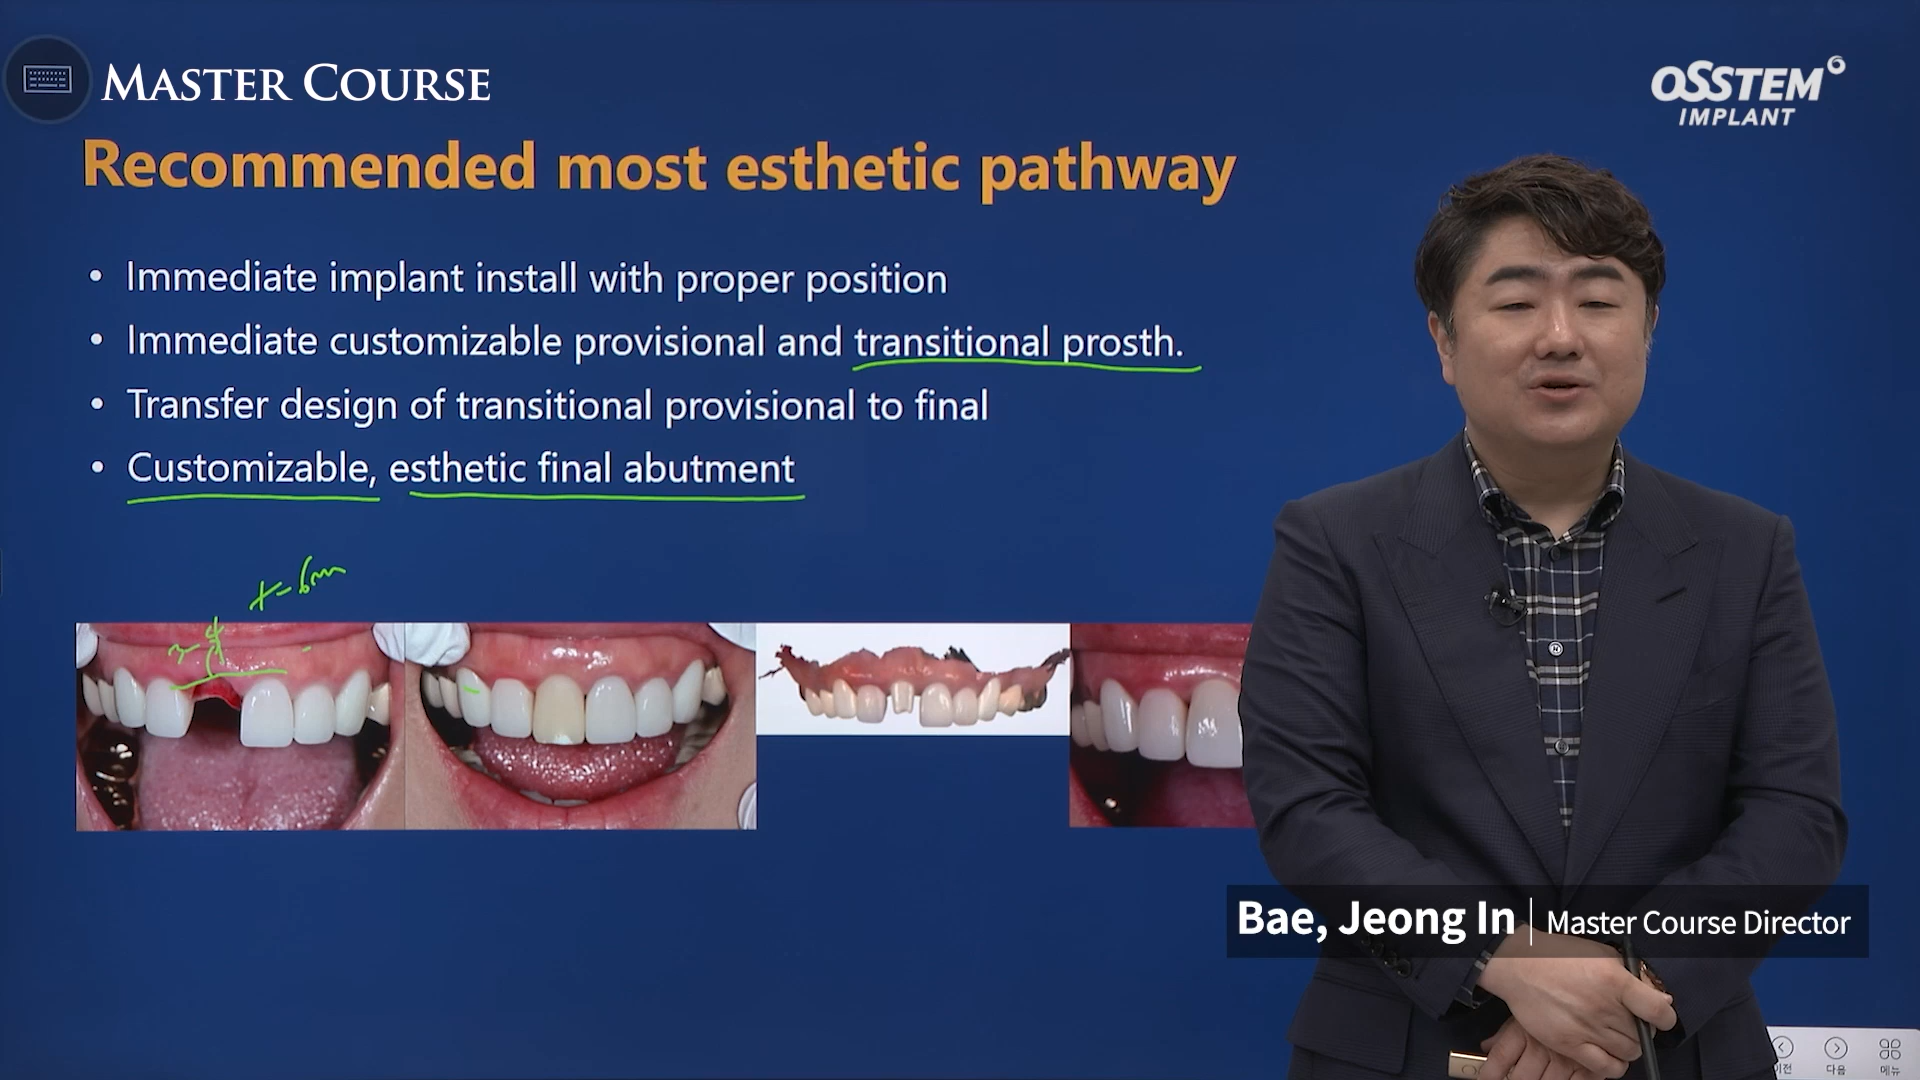 MASTER COURSE
OSSTEM
IMPLANT
Recommended most esthetic pathway
• Immediate implant install with proper position
• Immediate customizable provisional and transitional prosth.
• Transfer design of transitional provisional to final
• Customizable, esthetic final abutment
Bae, Jeong In | Master Course Director
이전 다음 메뉴